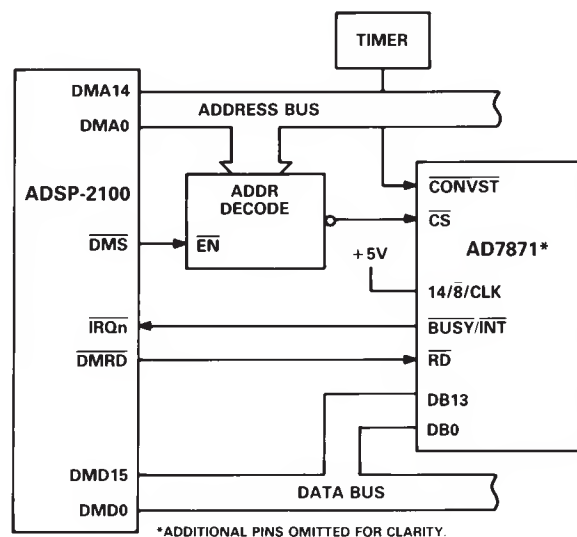 TIMER
DMA14
ADDRESS BUS
DMA0
ADSP-2100
ADDR
DECODE
CONVST
CS
DMS
EN
AD7871*
+5V
14/8/CLK
IRQn
BUSY/INT
DMRD
RD
DB13
DB0
DMD15
DATA BUS
DMD0
*ADDITIONAL PINS OMITTED FOR CLARITY.